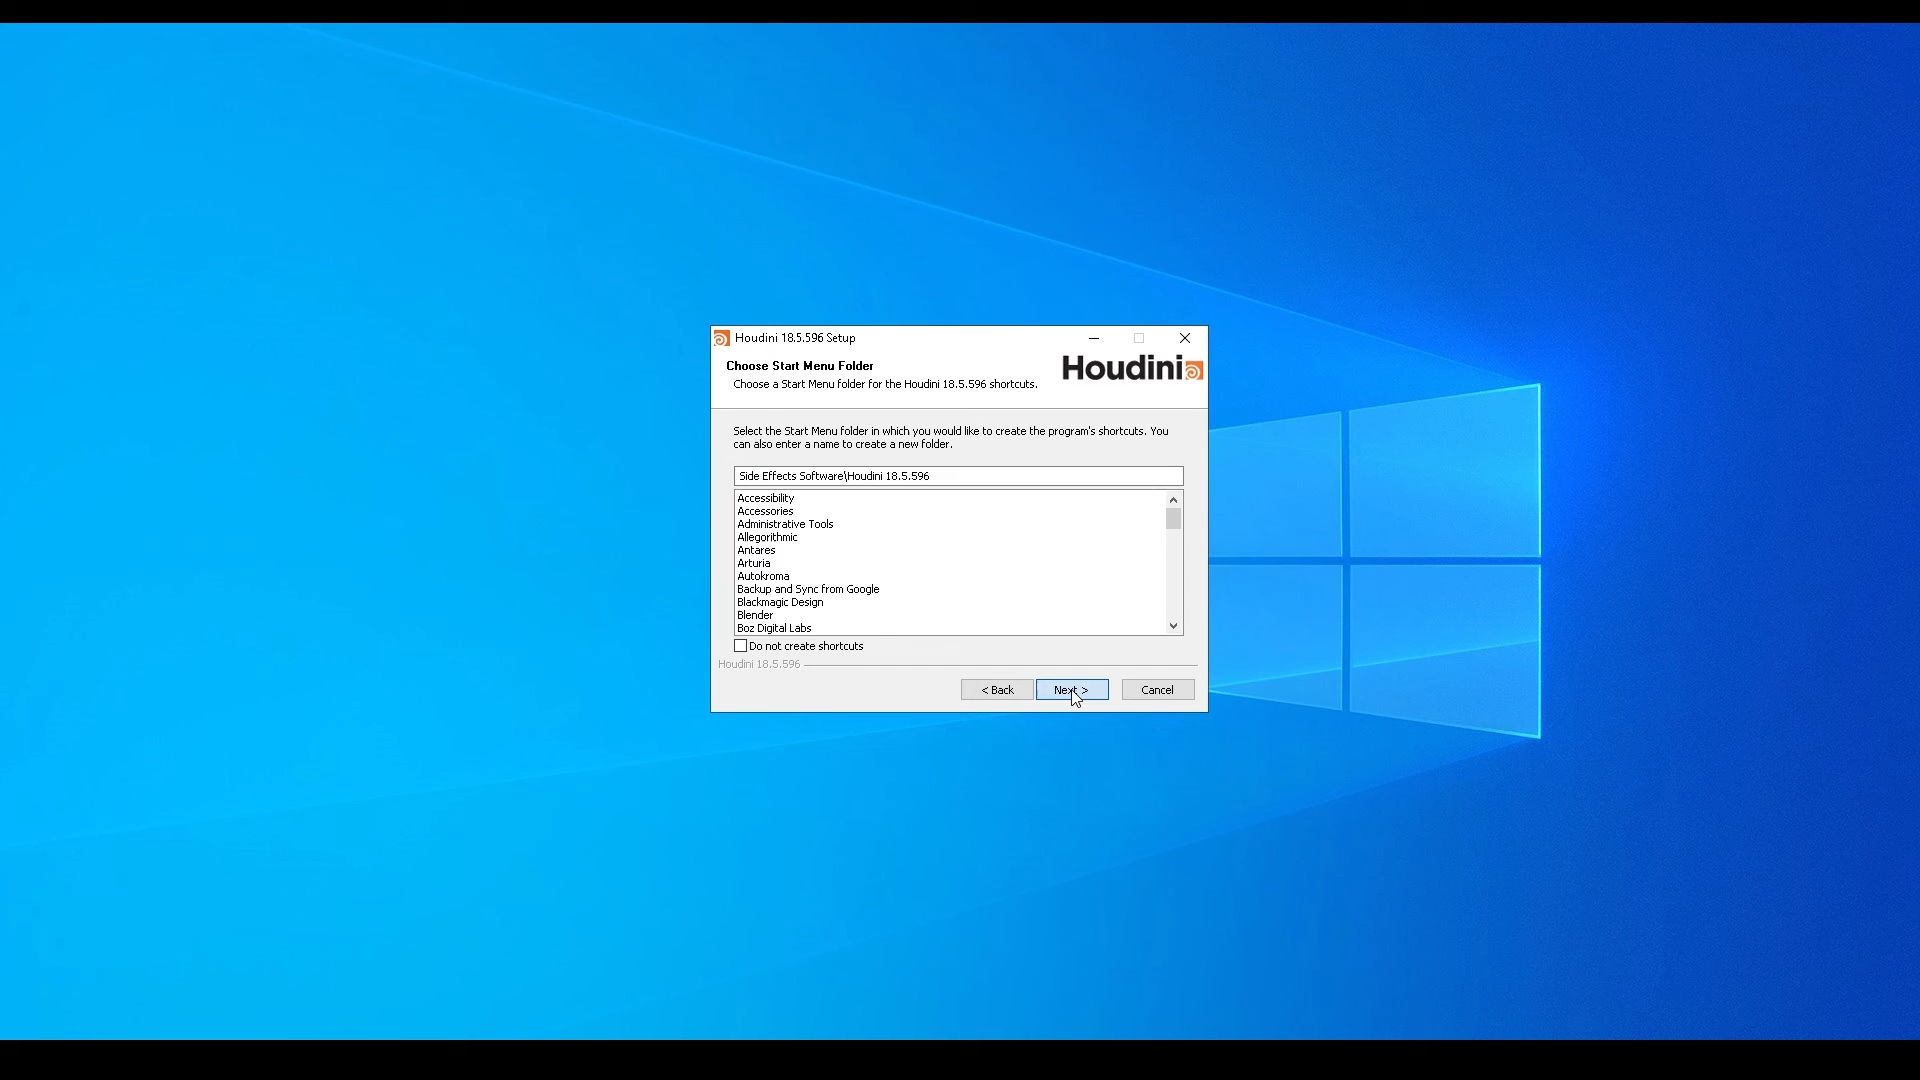 Houdini 18.5.596 Setup
Choose Start Menu Folder
Choose a Start Menu folder for the Houdini 18.5.596 shortcuts.
Houdini
Select the Start Menu folder in which you would like to create the program's shortcuts. You
can also enter a name to create a new folder.
Side Effects Software\Houdini 18.5.596
Accessibility
Accessories
Administrative Tools
Allegorithmic
Antares
Arturia
Autokroma
Backup and Sync from Google
Blackmagic Design
Blender
Boz Digital Labs
Do not create shortcuts
Houdini 18.5.596
< Back
Next >
Cancel